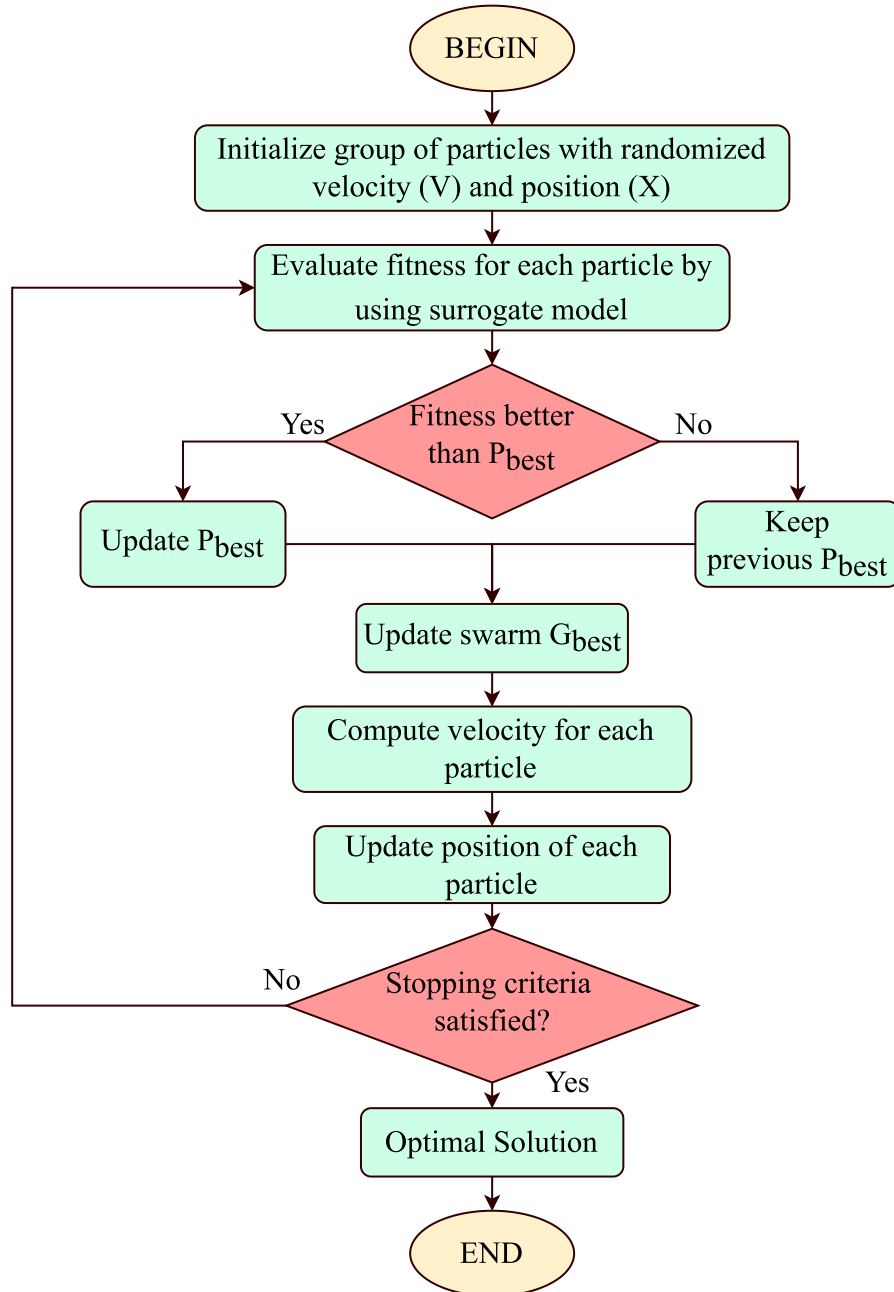 BEGIN
Initialize group of particles with randomized
velocity (V) and position (X)
Evaluate fitness for each particle by
using surrogate model
Fitness better
than Pbest
Yes
No
Update Pbest
Keep
previous Pbest
Update swarm Gbest
Compute velocity for each
particle
Update position of each
particle
Stopping criteria
satisfied?
No
Yes
Optimal Solution
END